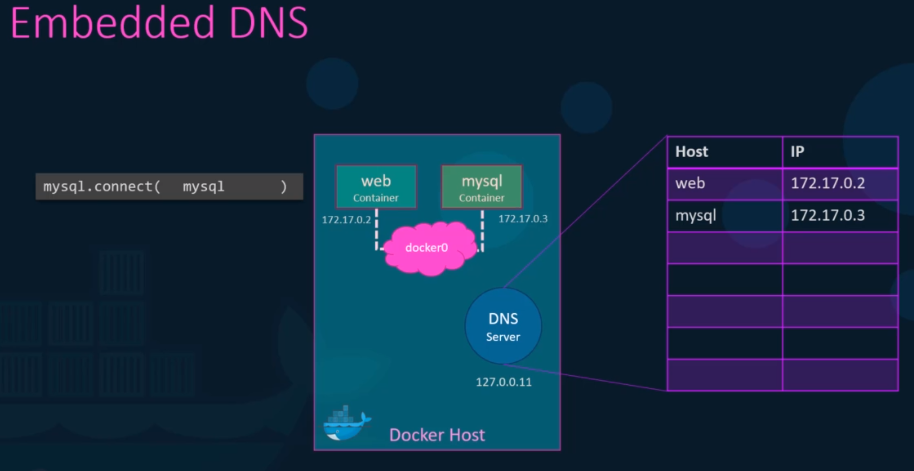 Embedded DNS
mysql.connect( mysql )
web
Container
mysql
Container
172.17.0.2
172.17.0.3
docker0
DNS
Server
127.0.0.11
Docker Host
Host IP
web 172.17.0.2
mysql 172.17.0.3